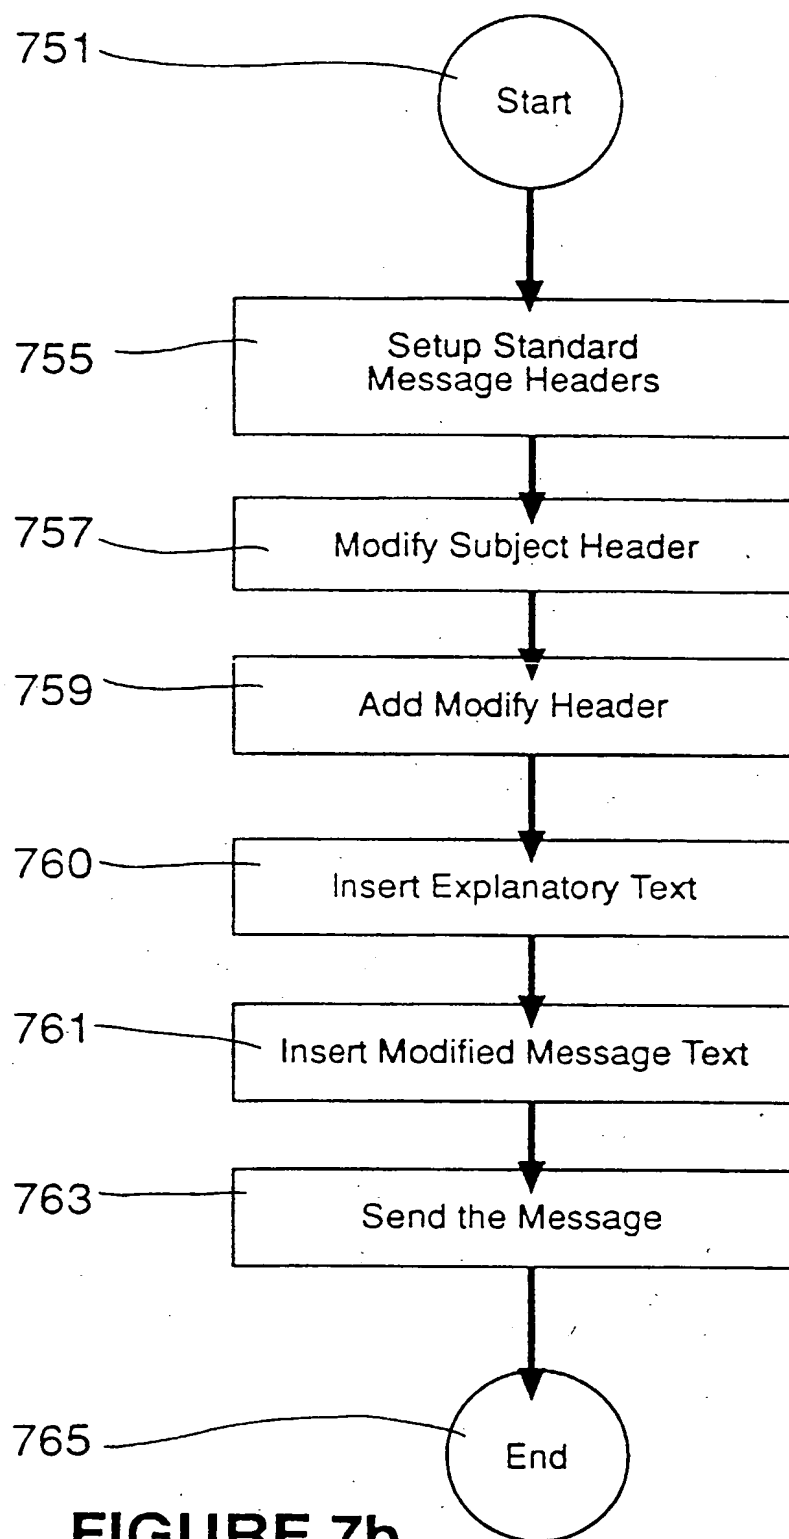 751
Start
755
Setup Standard
Message Headers
757
Modify Subject Header
759
Add Modify Header
760
Insert Explanatory Text
761
Insert Modified Message Text
763
Send the Message
765
End
FIGURE 7b